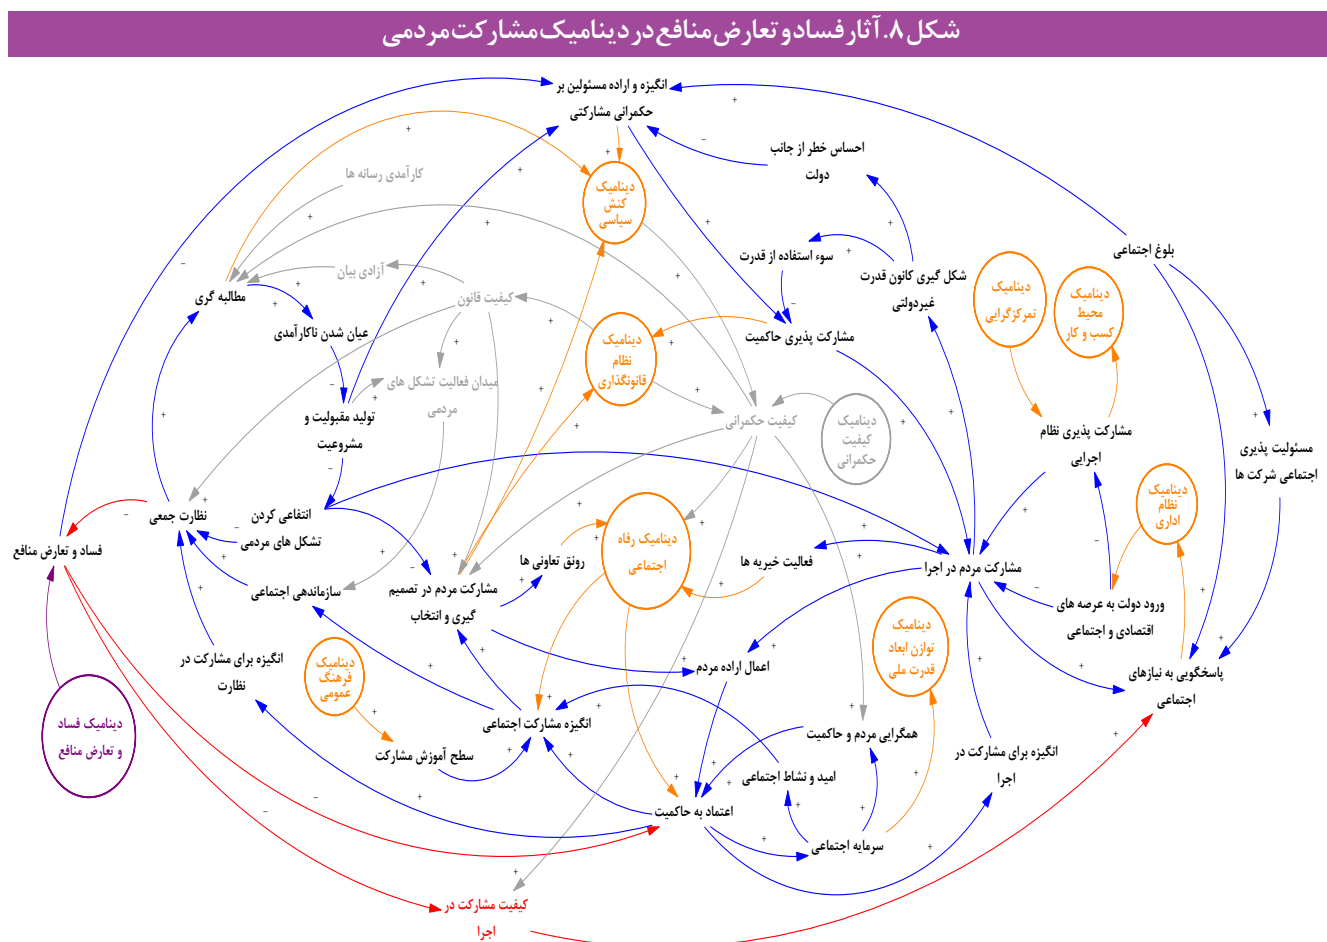 شکل ۸. آثار فساد و تعارض منافع در دینامیک مشارکت مردمی
انگیزه و اراده مسئولین بر
حکمرانی مشارکتی
احساس خطر از جانب
دولت
کارآمدی رسانه ها
دینامیک
کنش
سیاسی
بلوغ اجتماعی
سوء استفاده از قدرت
شکل گیری کانون قدرت
غیردولتی
آزادی بیان
مطالبه گری
کیفیت قانون
دینامیک
تمرکزگرایی
دینامیک
محیط
کسب و کار
عیان شدن ناکارآمدی
مشارکت پذیری حاکمیت
دینامیک
نظام
قانونگذاری
میدان فعالیت تشکل های
مردمی
تولید مقبولیت و
مشروعیت
کیفیت حکمرانی
دینامیک
کیفیت
حکمرانی
مشارکت پذیری نظام
اجرایی
مسئولیت پذیری
اجتماعی شرکت ها
دینامیک
نظام
اداری
نظارت جمعی
انتفاعی کردن
تشکل های مردمی
فساد و تعارض منافع
دینامیک رفاه
اجتماعی
رونق تعاونی ها
فعالیت خیریه ها
مشارکت مردم در اجرا
سازماندهی اجتماعی
مشارکت مردم در تصمیم
گیری و انتخاب
ورود دولت به عرصه های
اقتصادی و اجتماعی
دینامیک
توازن ابعاد
قدرت ملی
انگیزه برای مشارکت در
نظارت
دینامیک
فرهنگ
عمومی
اعمال اراده مردم
پاسخگویی به نیازهای
اجتماعی
دینامیک فساد
و تعارض منافع
انگیزه مشارکت اجتماعی
همگرایی مردم و حاکمیت
سطح آموزش مشارکت
انگیزه برای مشارکت در
اجرا
امید و نشاط اجتماعی
اعتماد به حاکمیت
سرمایه اجتماعی
کیفیت مشارکت در
اجرا